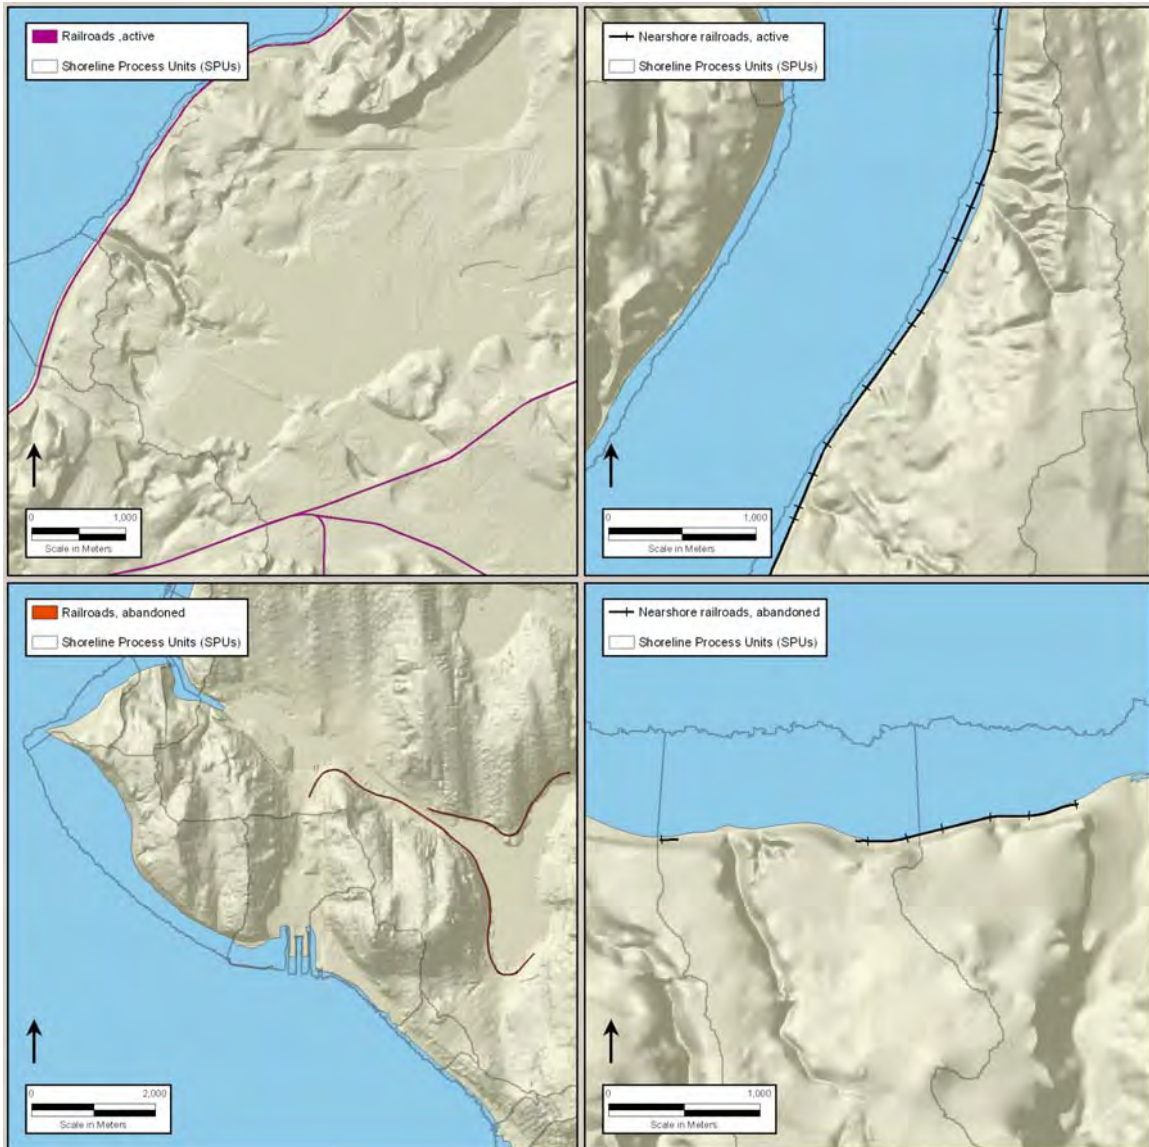 Railroads ,active
Shoreline Process Units (SPUs)
0 1,000
Scale in Meters
Nearshore railroads, active
Shoreline Process Units (SPUs)
0 1,000
Scale in Meters
Railroads, abandoned
Shoreline Process Units (SPUs)
0 2,000
Scale in Meters
Nearshore railroads, abandoned
Shoreline Process Units (SPUs)
0 1,000
Scale in Meters